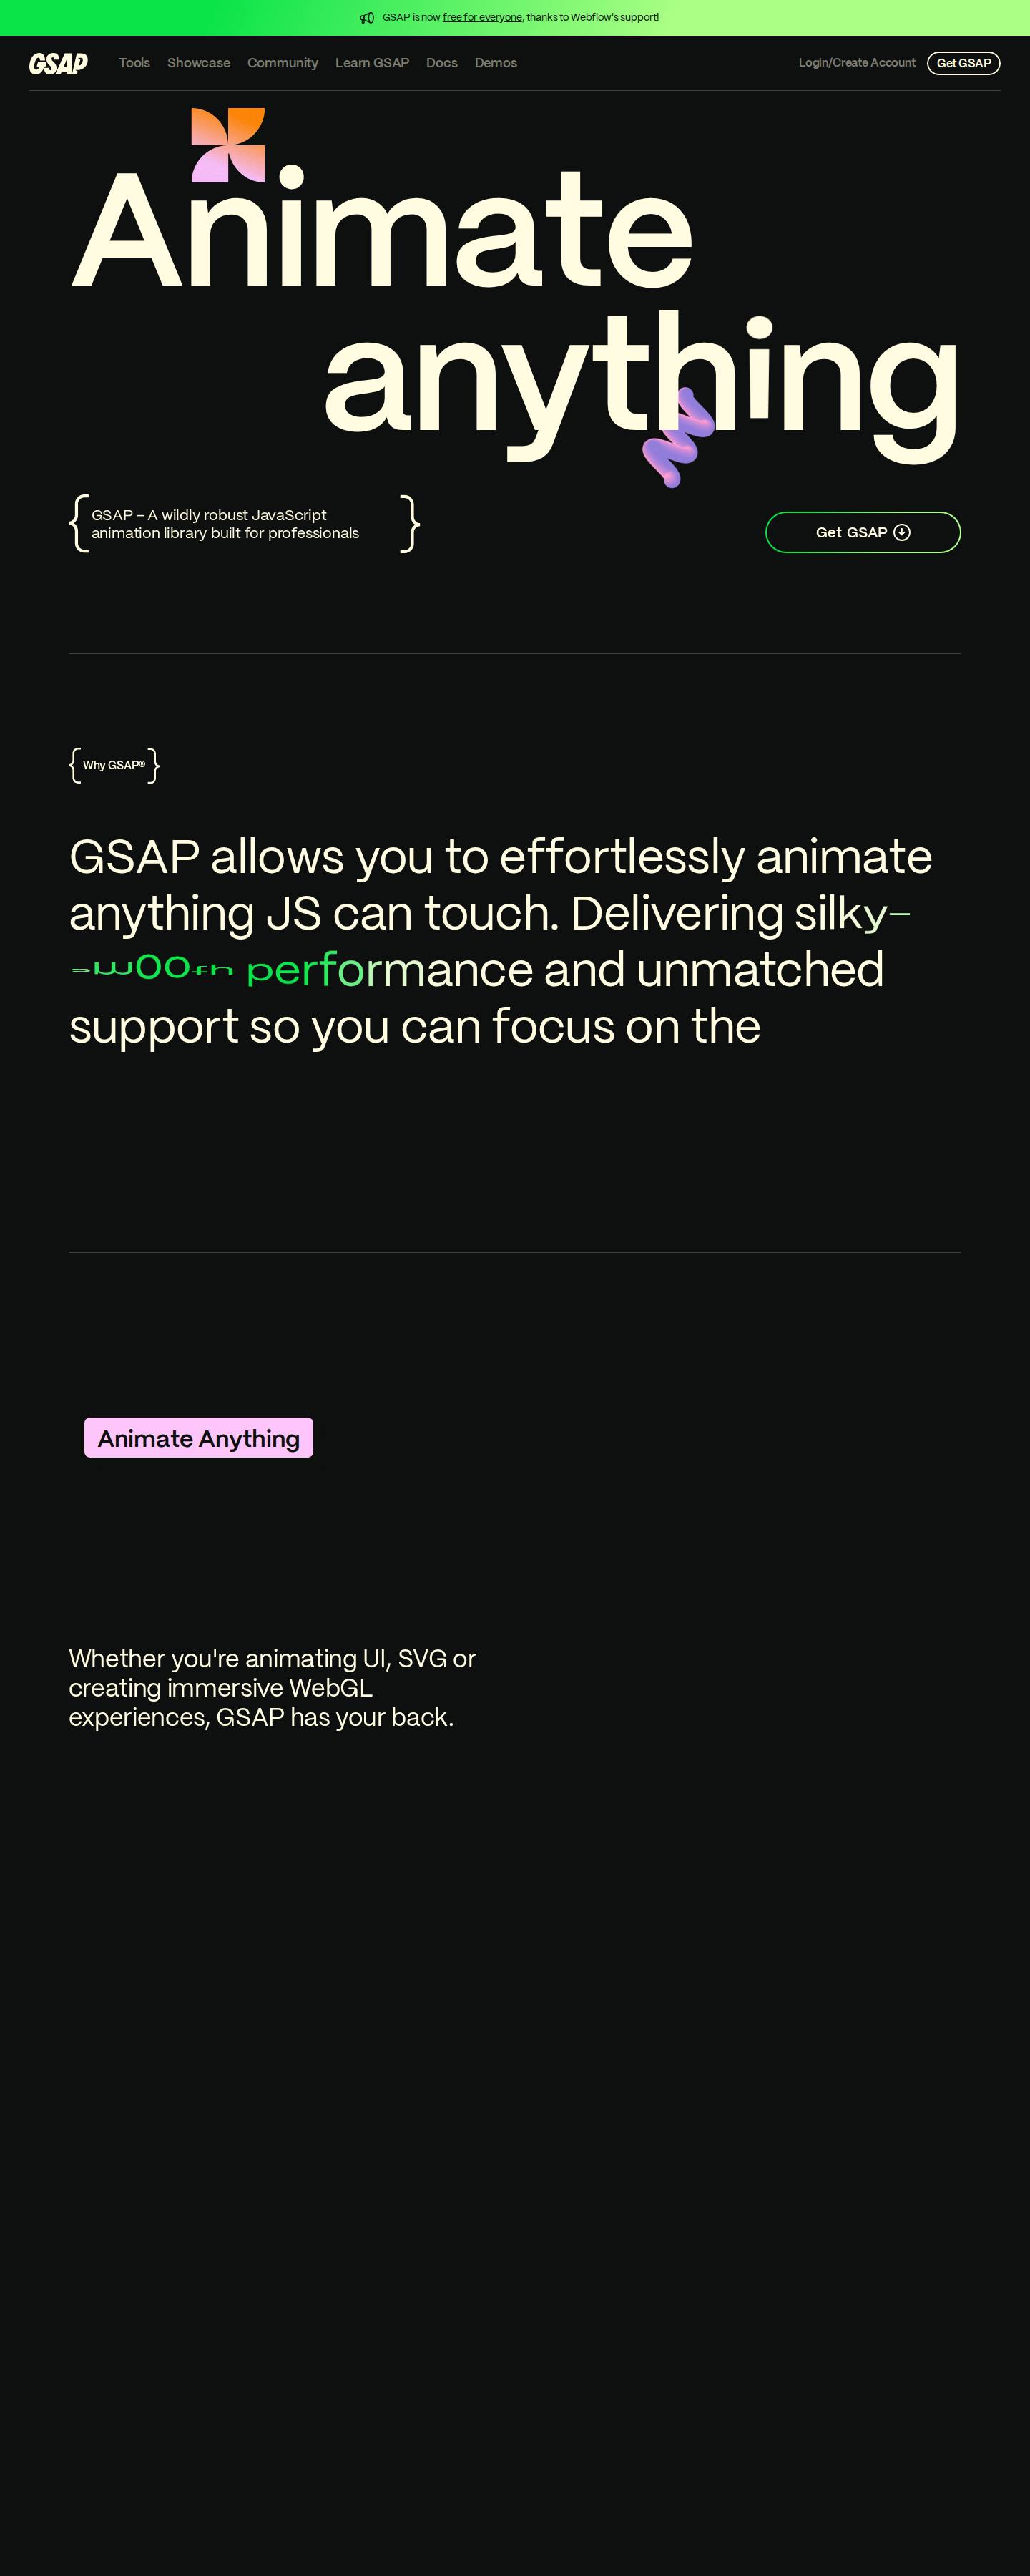 GSAP is now free for everyone, thanks to Webflow's support!
GSAP
Tools Showcase Community Learn GSAP Docs Demos
Login/Create Account Get GSAP
Animate
anything
GSAP – A wildly robust JavaScript
animation library built for professionals
Get GSAP
Why GSAP®
GSAP allows you to effortlessly animate
anything JS can touch. Delivering silky-
smooth performance and unmatched
support so you can focus on the
Animate Anything
Whether you're animating UI, SVG or
creating immersive WebGL
experiences, GSAP has your back.